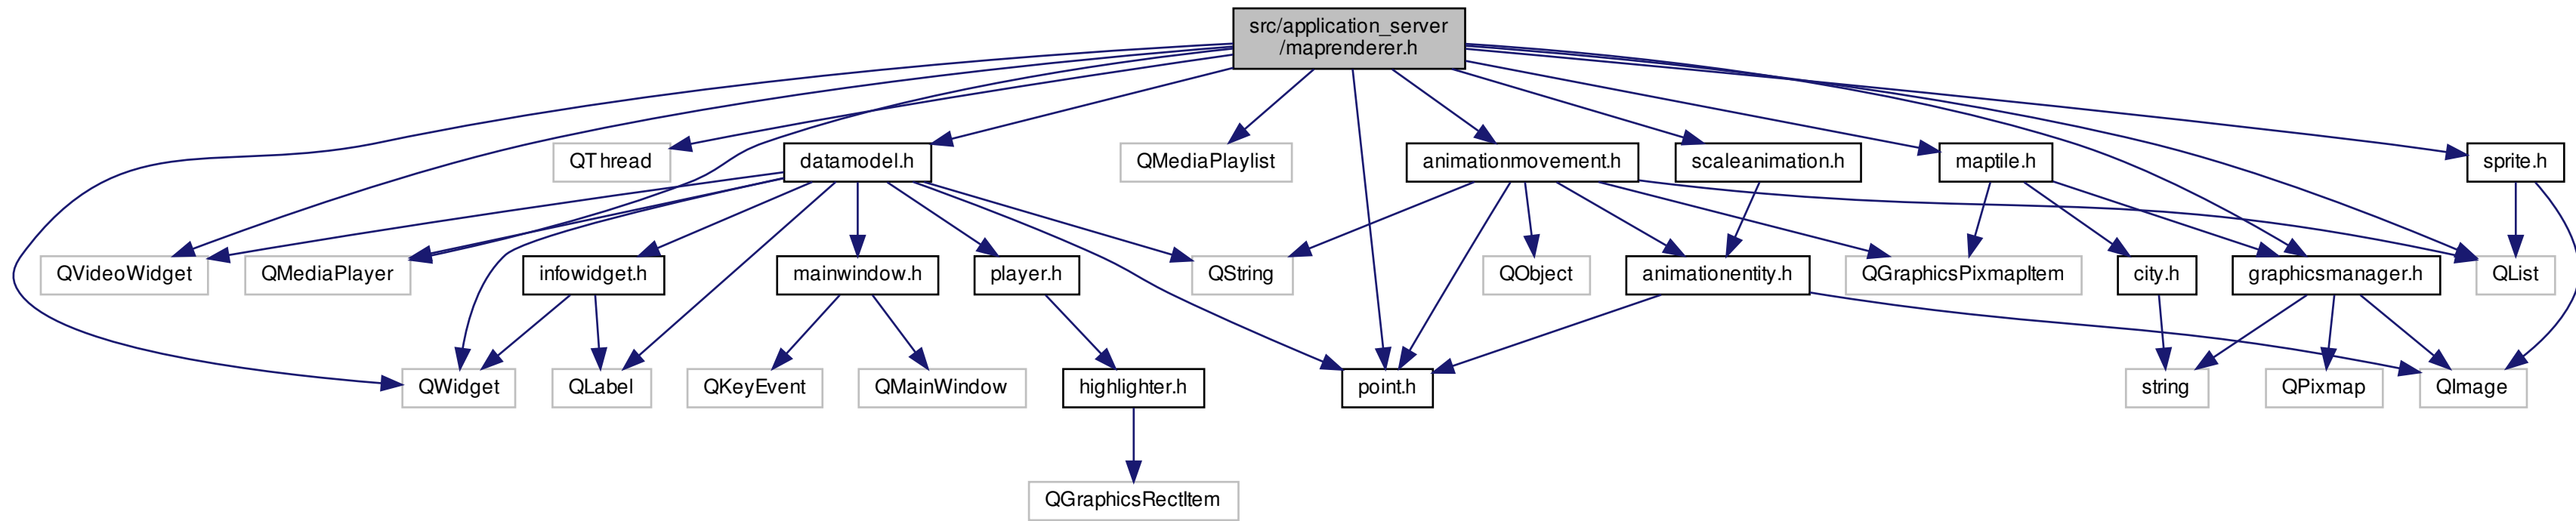 src/application_server
/maprenderer.h
QThread
datamodel.h
QMediaPlaylist
animationmovement.h
scaleanimation.h
maptile.h
sprite.h
QVideoWidget
QMediaPlayer
infowidget.h
mainwindow.h
player.h
QString
QObject
animationentity.h
QGraphicsPixmapItem
city.h
graphicsmanager.h
QList
QWidget
QLabel
QKeyEvent
QMainWindow
highlighter.h
point.h
string
QPixmap
QImage
QGraphicsRectItem